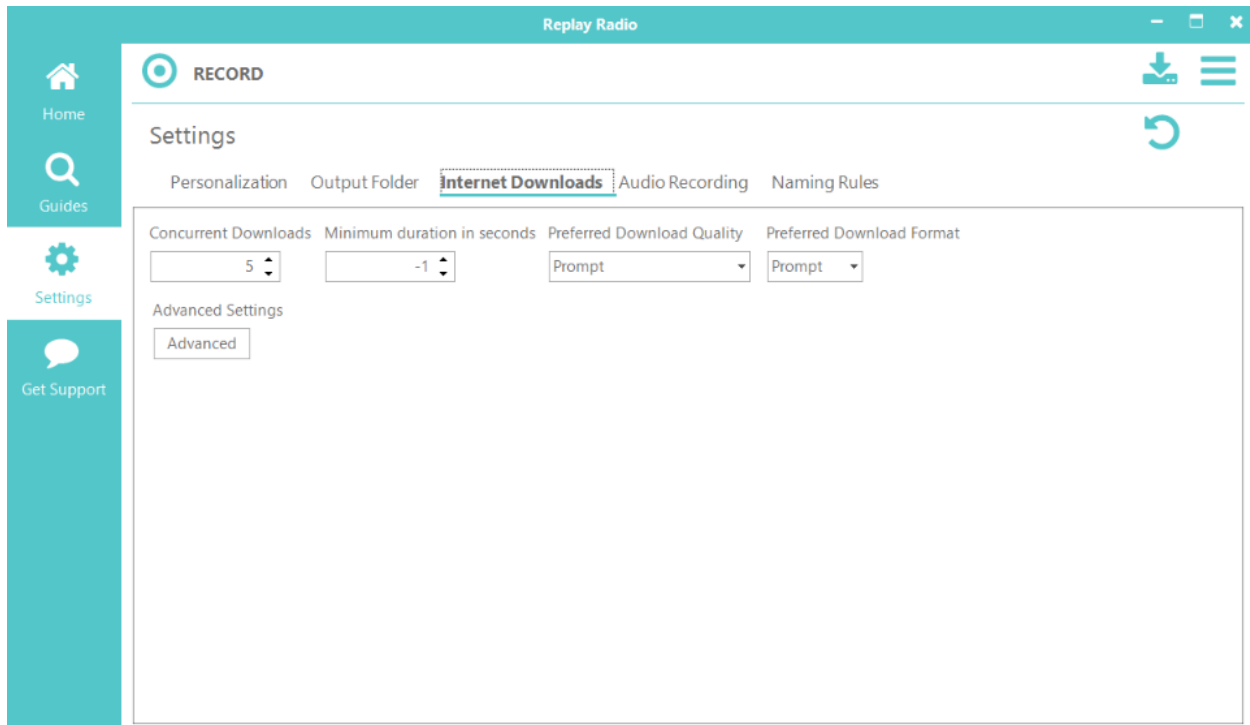 Replay Radio
RECORD
Home
Settings
Personalization Output Folder Internet Downloads Audio Recording Naming Rules
Guides
Concurrent Downloads Minimum duration in seconds Preferred Download Quality Preferred Download Format
5 -1 Prompt Prompt
Settings
Advanced Settings
Advanced
Get Support